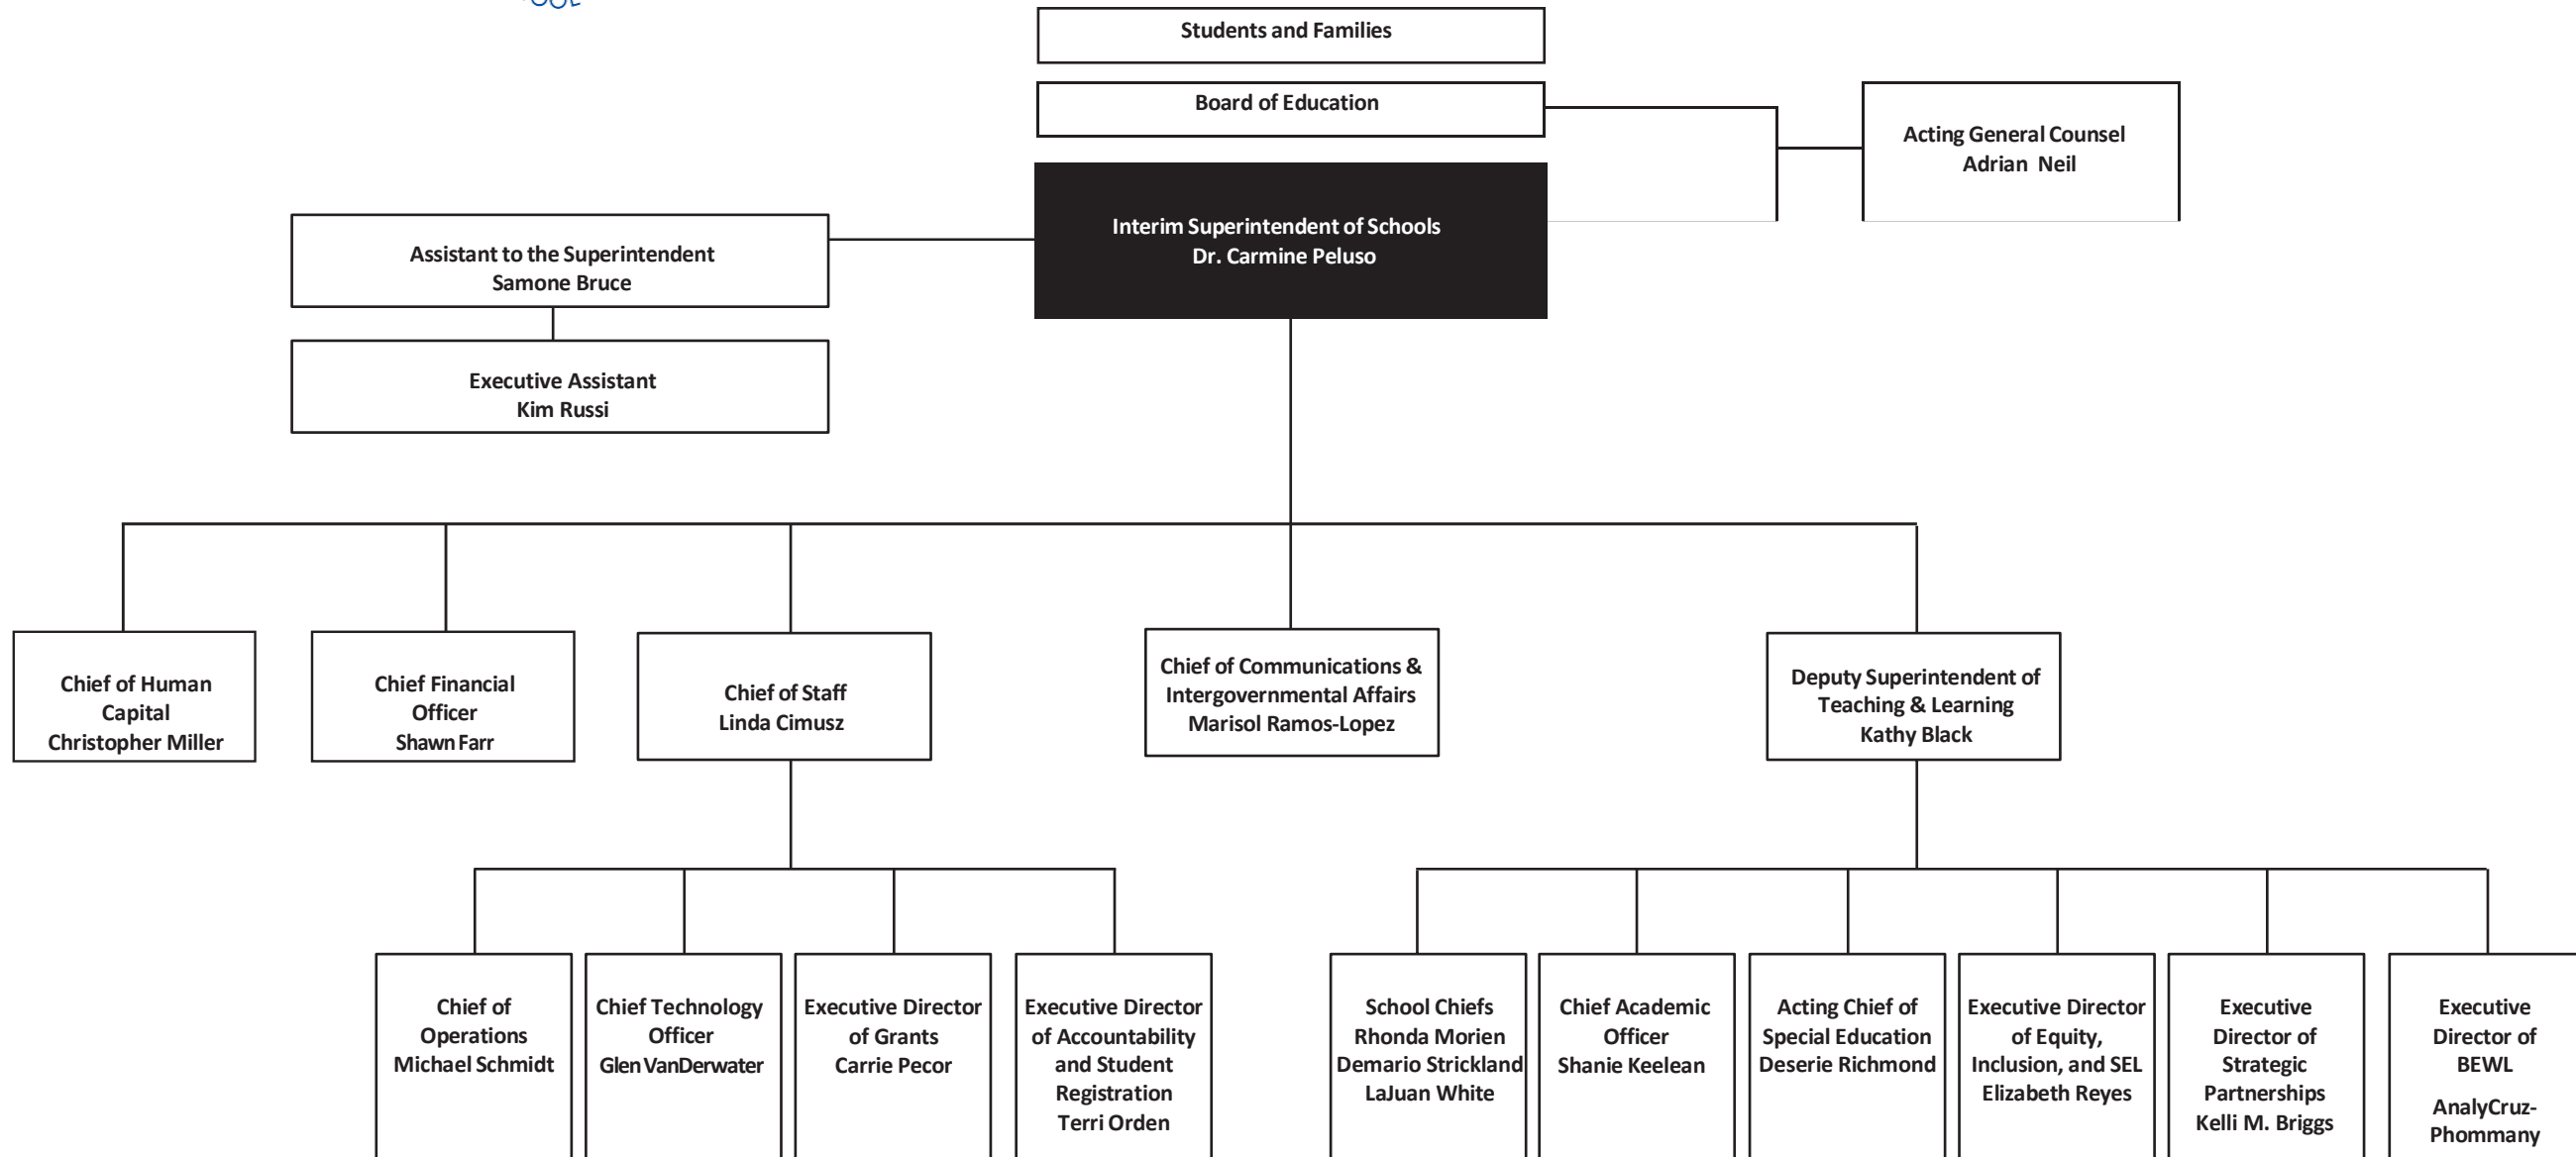 Students and Families
Board of Education
Acting General Counsel
Adrian Neil
Interim Superintendent of Schools
Dr. Carmine Peluso
Assistant to the Superintendent
Samone Bruce
Executive Assistant
Kim Russi
Chief of Human
Capital
Christopher Miller
Chief Financial
Officer
Shawn Farr
Chief of Staff
Linda Cimusz
Chief of Communications &
Intergovernmental Affairs
Marisol Ramos-Lopez
Deputy Superintendent of
Teaching & Learning
Kathy Black
Chief of
Operations
Michael Schmidt
Chief Technology
Officer
Glen VanDerwater
Executive Director
of Grants
Carrie Pecor
Executive Director
of Accountability
and Student
Registration
Terri Orden
School Chiefs
Rhonda Morien
Demario Strickland
LaJuan White
Chief Academic
Officer
Shanie Keelean
Acting Chief of
Special Education
Deserie Richmond
Executive Director
of Equity,
Inclusion, and SEL
Elizabeth Reyes
Executive
Director of
Strategic
Partnerships
Kelli M. Briggs
Executive
Director of
BEWL
AnalyCruz-
Phommany